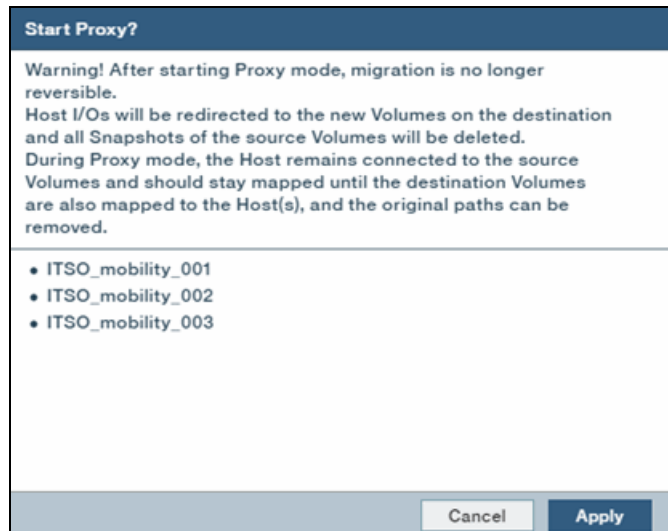 Start Proxy?
Warning! After starting Proxy mode, migration is no longer
reversible.
Host I/Os will be redirected to the new Volumes on the destination
and all Snapshots of the source Volumes will be deleted.
During Proxy mode, the Host remains connected to the source
Volumes and should stay mapped until the destination Volumes
are also mapped to the Host(s), and the original paths can be
removed.
• ITSO_mobility_001
• ITSO_mobility_002
• ITSO_mobility_003
Cancel Apply